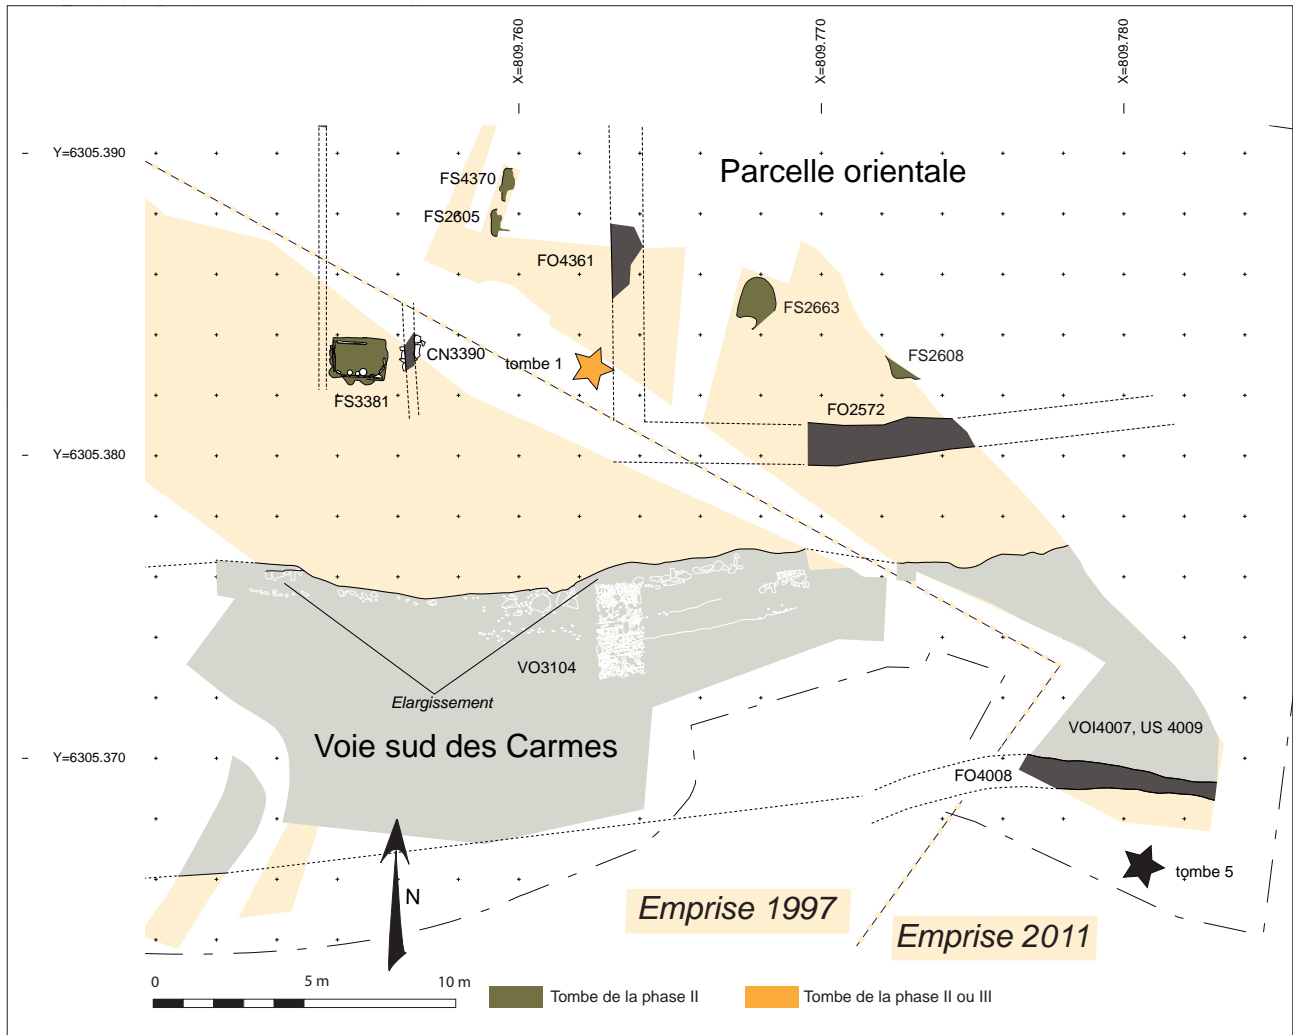 X=809.760
X=809.770
X=809.780
Y=6305.390
Parcelle orientale
FS4370
FS2605
FO4361
FS2663
CN3390
tombe 1
FS2608
FS3381
FO2572
Y=6305.380
VO3104
Elargissement
Voie sud des Carmes
VOI4007, US 4009
Y=6305.370
FO4008
tombe 5
N
Emprise 1997
Emprise 2011
0
5 m
10 m
Tombe de la phase II
Tombe de la phase II ou III